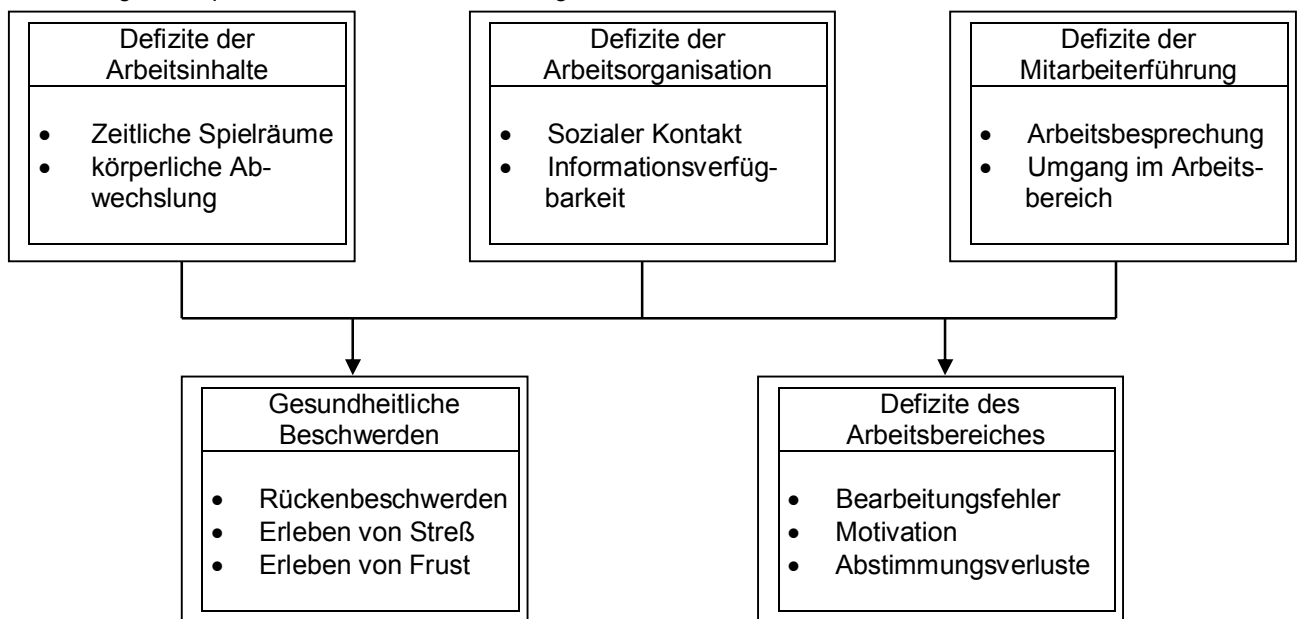 Defizite der
Arbeitsinhalte
• Zeitliche Spielräume
• körperliche Ab-
wechslung
Defizite der
Arbeitsorganisation
• Sozialer Kontakt
• Informationsverfüg-
barkeit
Defizite der
Mitarbeiterführung
• Arbeitsbesprechung
• Umgang im Arbeits-
bereich
Gesundheitliche
Beschwerden
• Rückenbeschwerden
• Erleben von Streß
• Erleben von Frust
Defizite des
Arbeitsbereiches
• Bearbeitungsfehler
• Motivation
• Abstimmungsverluste